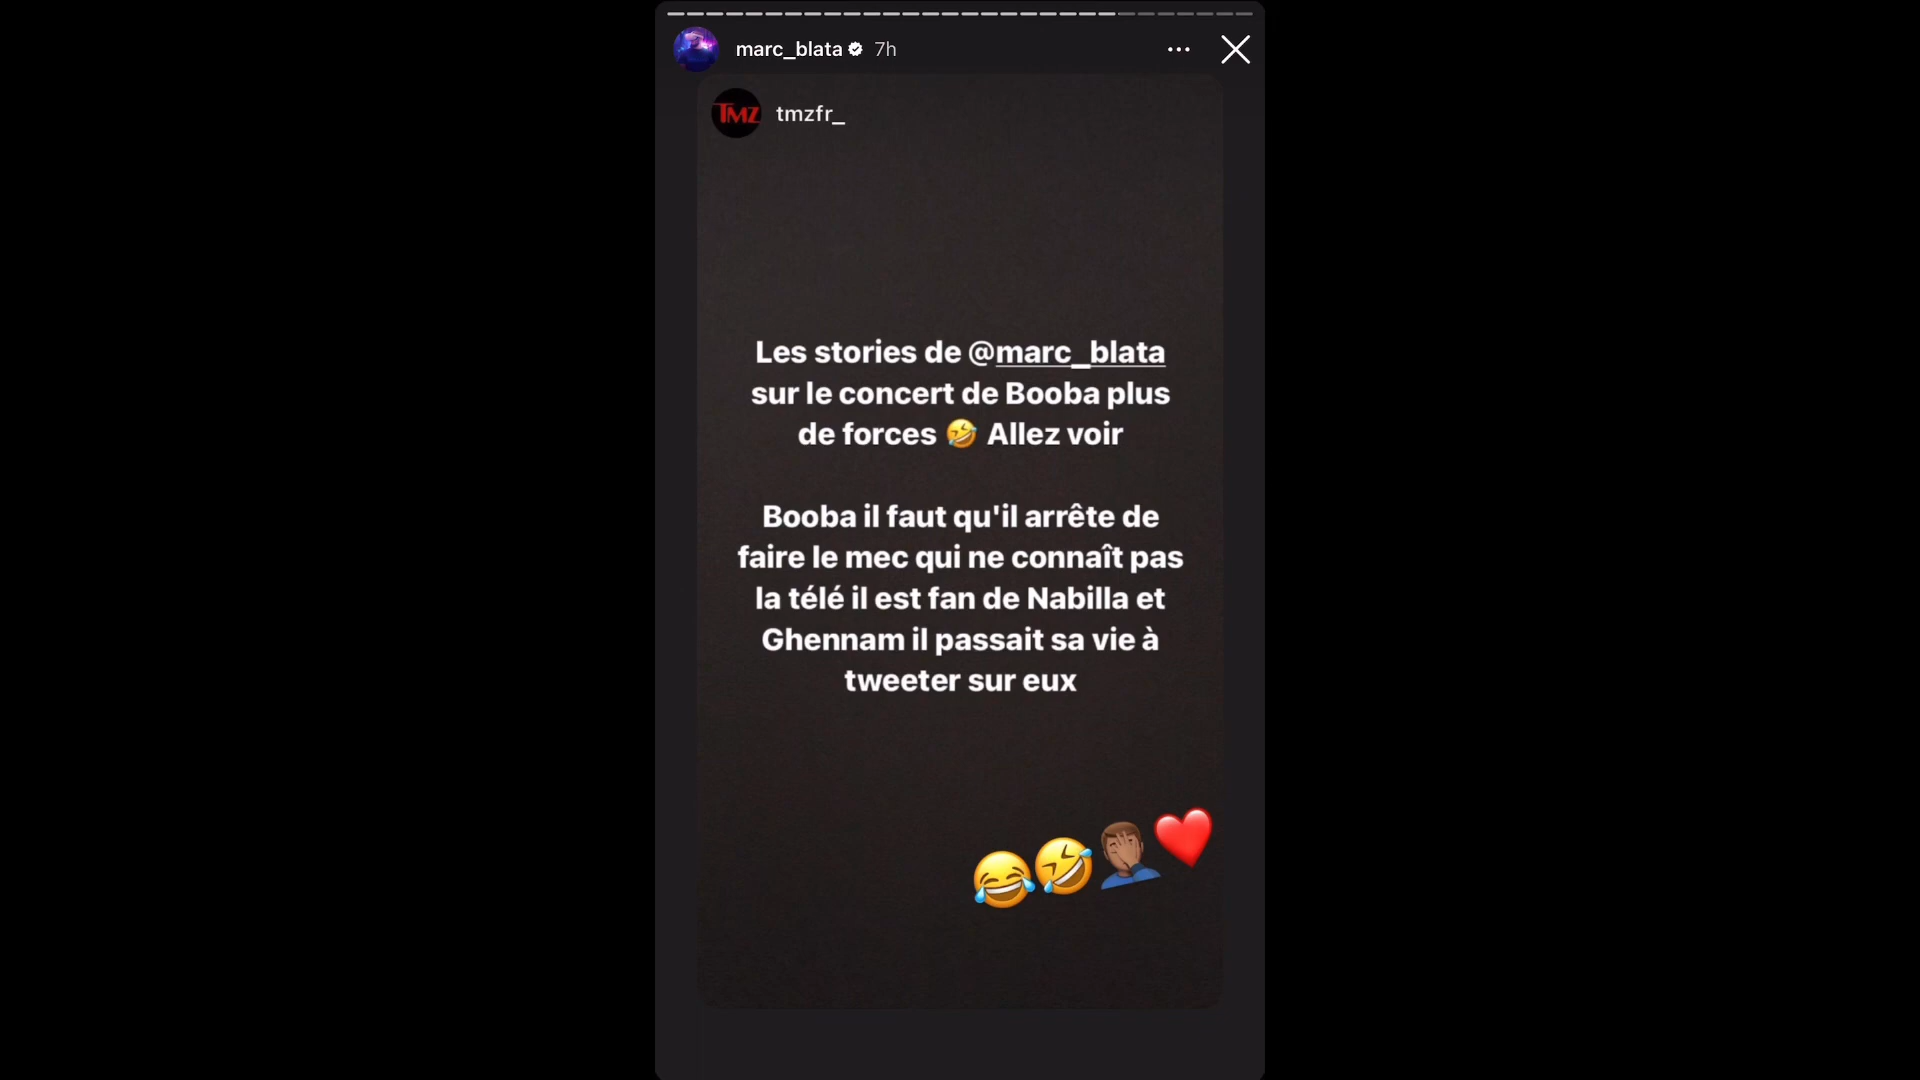 marc_blata 7h
TMZ tmzfr_
Les stories de @marc_blata
sur le concert de Booba plus
de forces 🤣 Allez voir
Booba il faut qu'il arrête de
faire le mec qui ne connaît pas
la télé il est fan de Nabilla et
Ghennam il passait sa vie à
tweeter sur eux
😂🤣🤦🏾‍♂️❤️